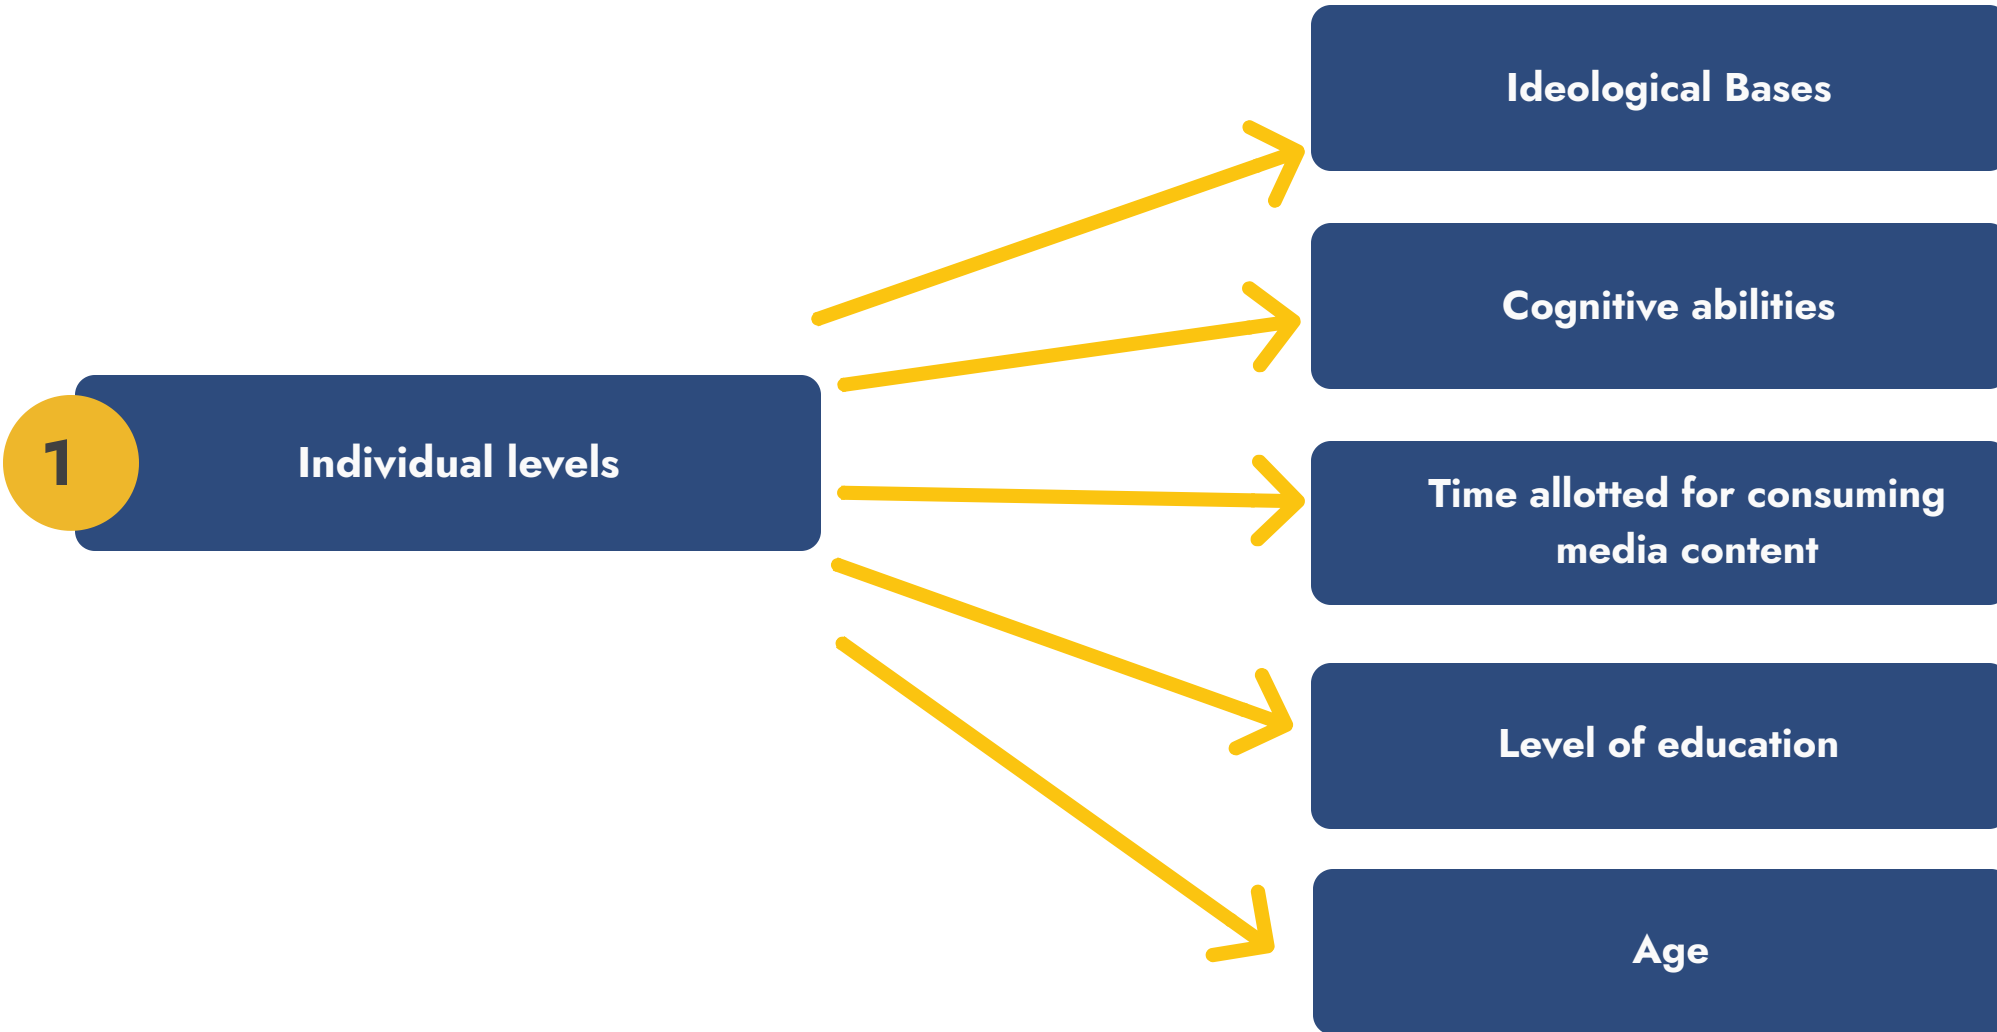 1
Individual levels
Ideological Bases
Cognitive abilities
Time allotted for consuming
media content
Level of education
Age